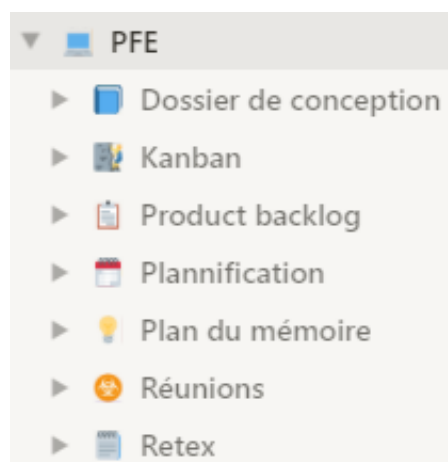 PFE
Dossier de conception
Kanban
Product backlog
Plannification
Plan du mémoire
Réunions
Retex